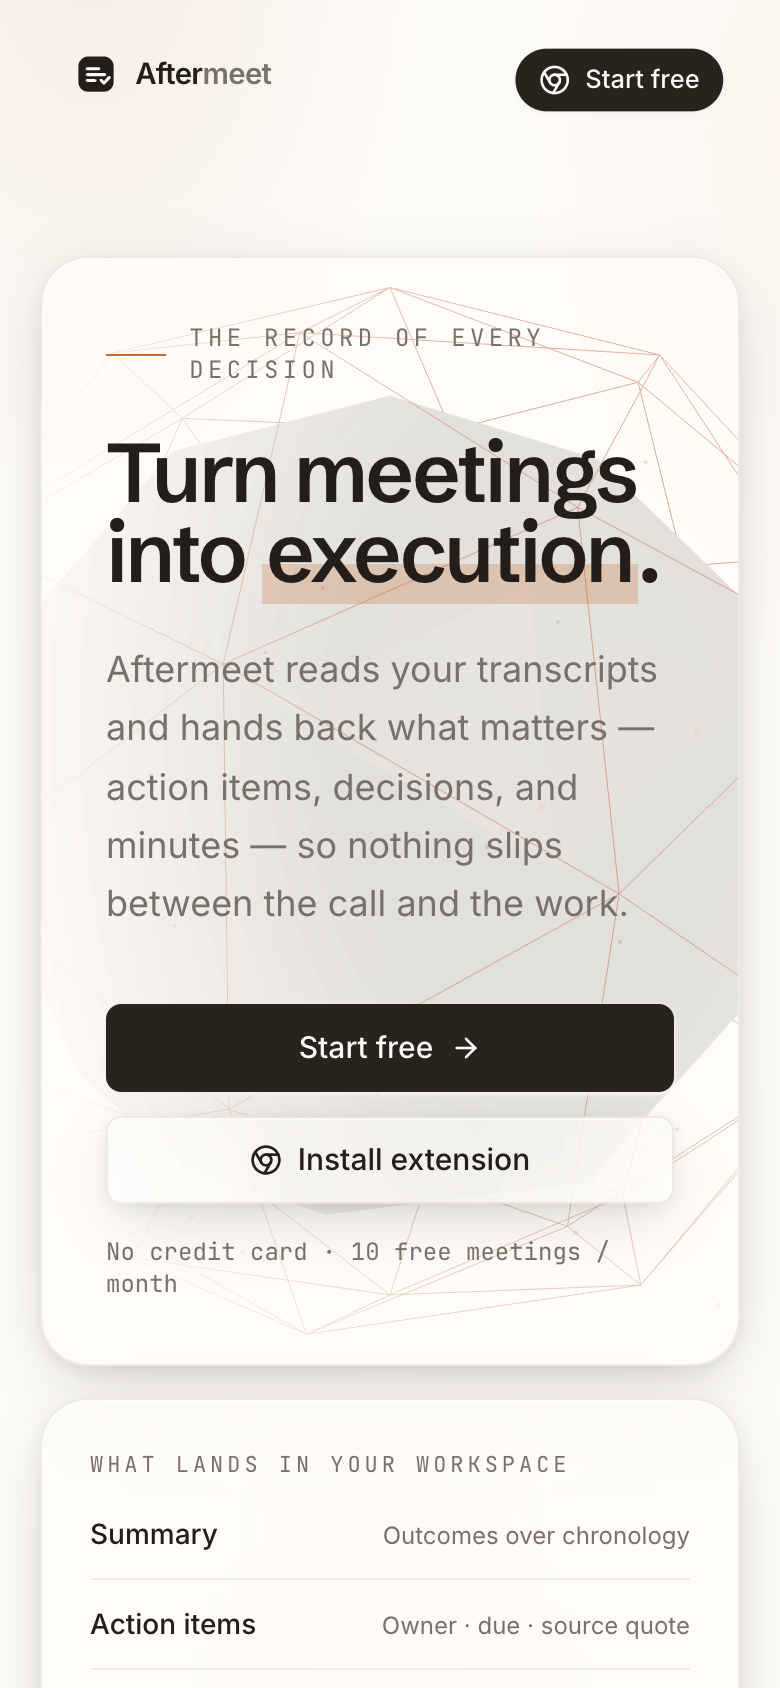 Aftermeet
Start free
THE RECORD OF EVERY
DECISION
Turn meetings
into execution.
Aftermeet reads your transcripts
and hands back what matters —
action items, decisions, and
minutes — so nothing slips
between the call and the work.
Start free →
Install extension
No credit card · 10 free meetings /
month
WHAT LANDS IN YOUR WORKSPACE
Summary Outcomes over chronology
Action items Owner · due · source quote